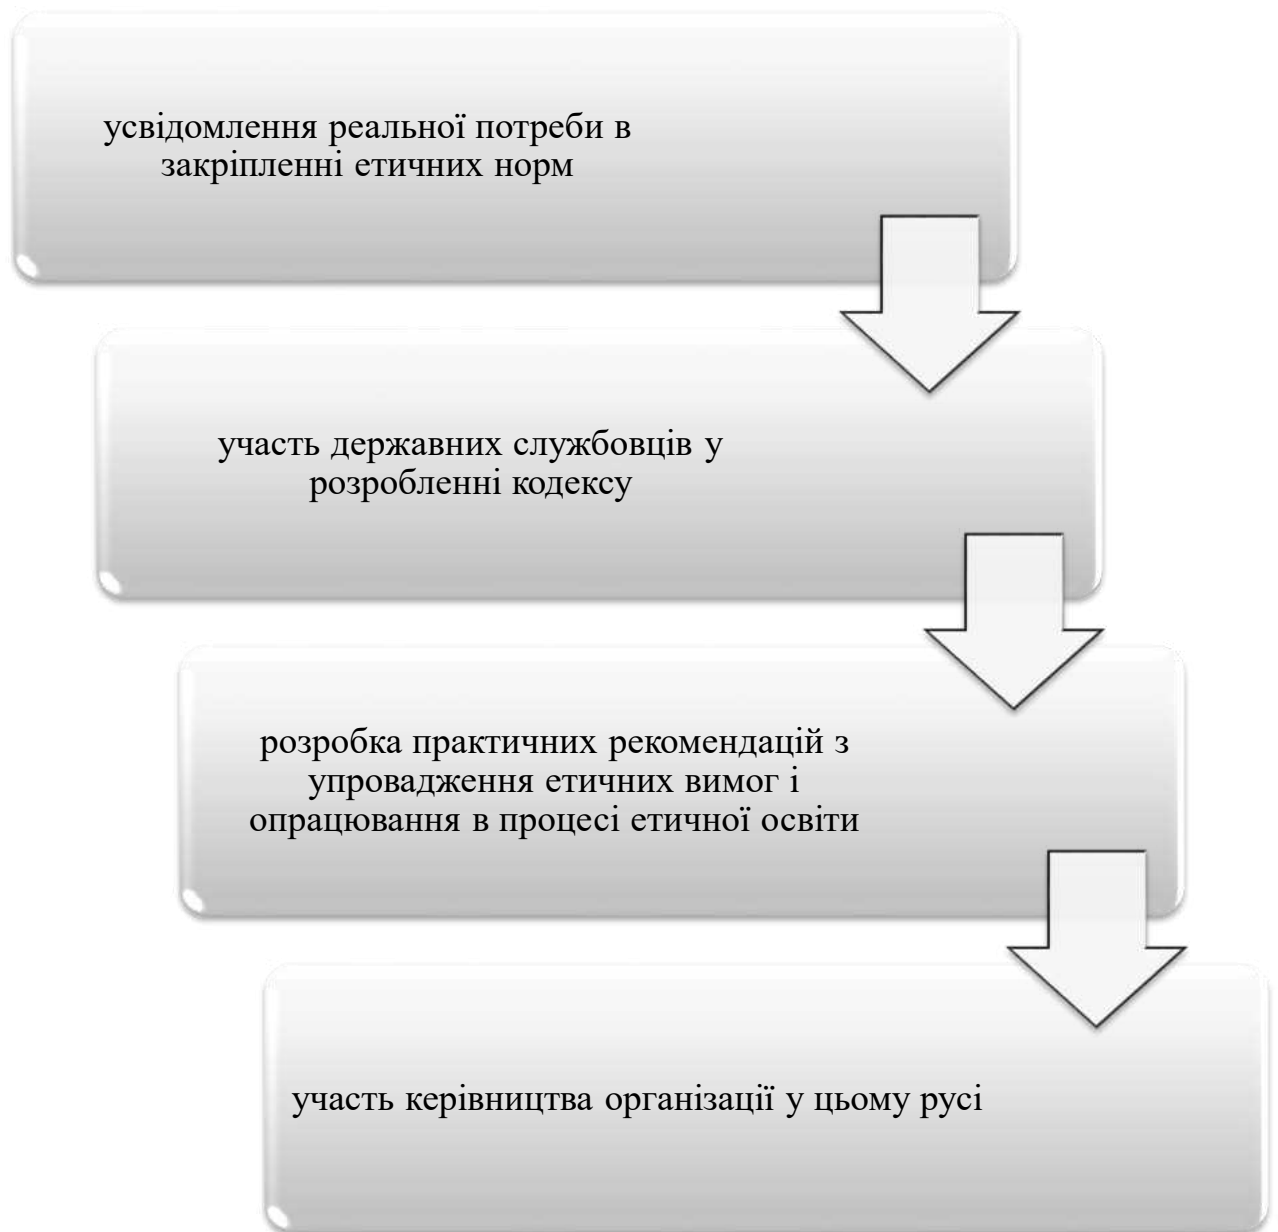 усвідомлення реальної потреби в
закріпленні етичних норм
участь державних службовців у
розробленні кодексу
розробка практичних рекомендацій з
упровадження етичних вимог і
опрацювання в процесі етичної освіти
участь керівництва організації у цьому русі